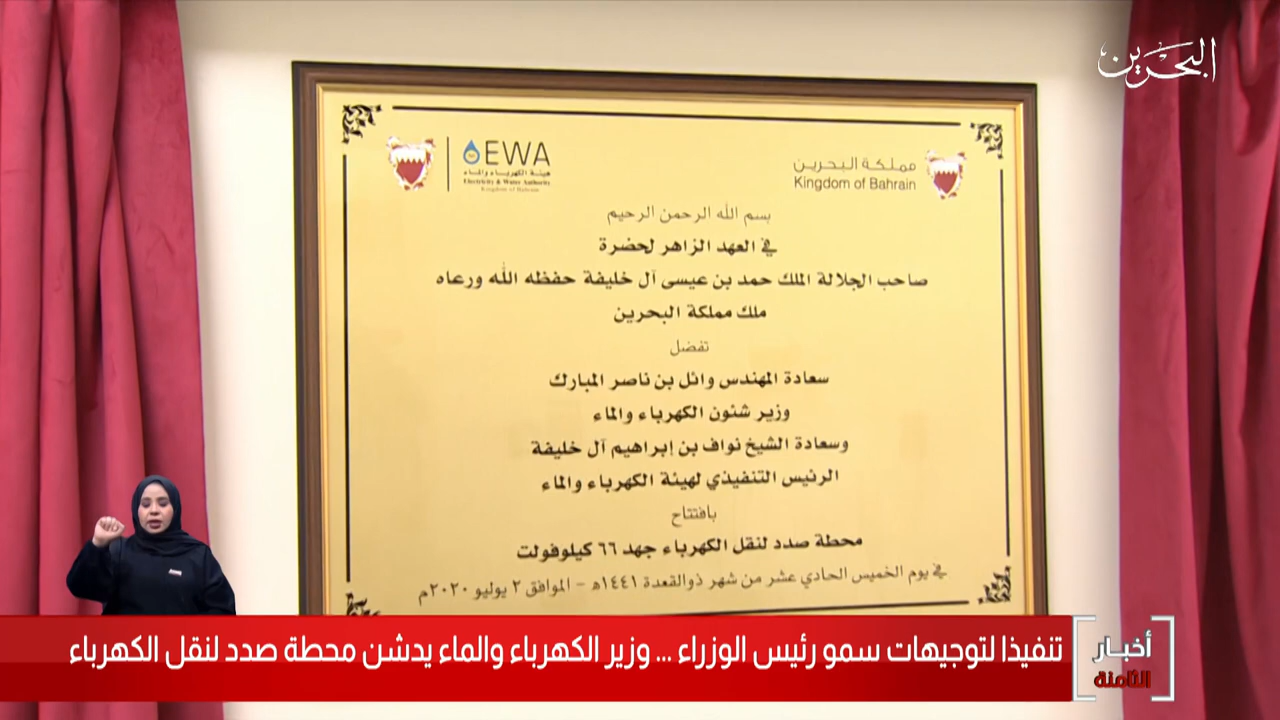 البحرين
EWA
هيئة الكهرباء والماء
Electricity & Water Authority
Kingdom of Bahrain
مملكة البحرين
Kingdom of Bahrain
بسم الله الرحمن الرحيم
في العهد الزاهر لحضرة
صاحب الجلالة الملك حمد بن عيسى آل خليفة حفظه الله ورعاه
ملك مملكة البحرين
تفضل
سعادة المهندس وائل بن ناصر المبارك
وزير شئون الكهرباء والماء
وسعادة الشيخ نواف بن إبراهيم آل خليفة
الرئيس التنفيذي لهيئة الكهرباء والماء
بافتتاح
محطة صدد لنقل الكهرباء جهد ٦٦ كيلوفولت
في يوم الخميس الحادي عشر من شهر ذوالقعدة ١٤٤١هـ - الموافق ٢ يوليو ٢٠٢٠م
تنفيذا لتوجيهات سمو رئيس الوزراء ... وزير الكهرباء والماء يدشن محطة صدد لنقل الكهرباء
أخبار
الثامنة